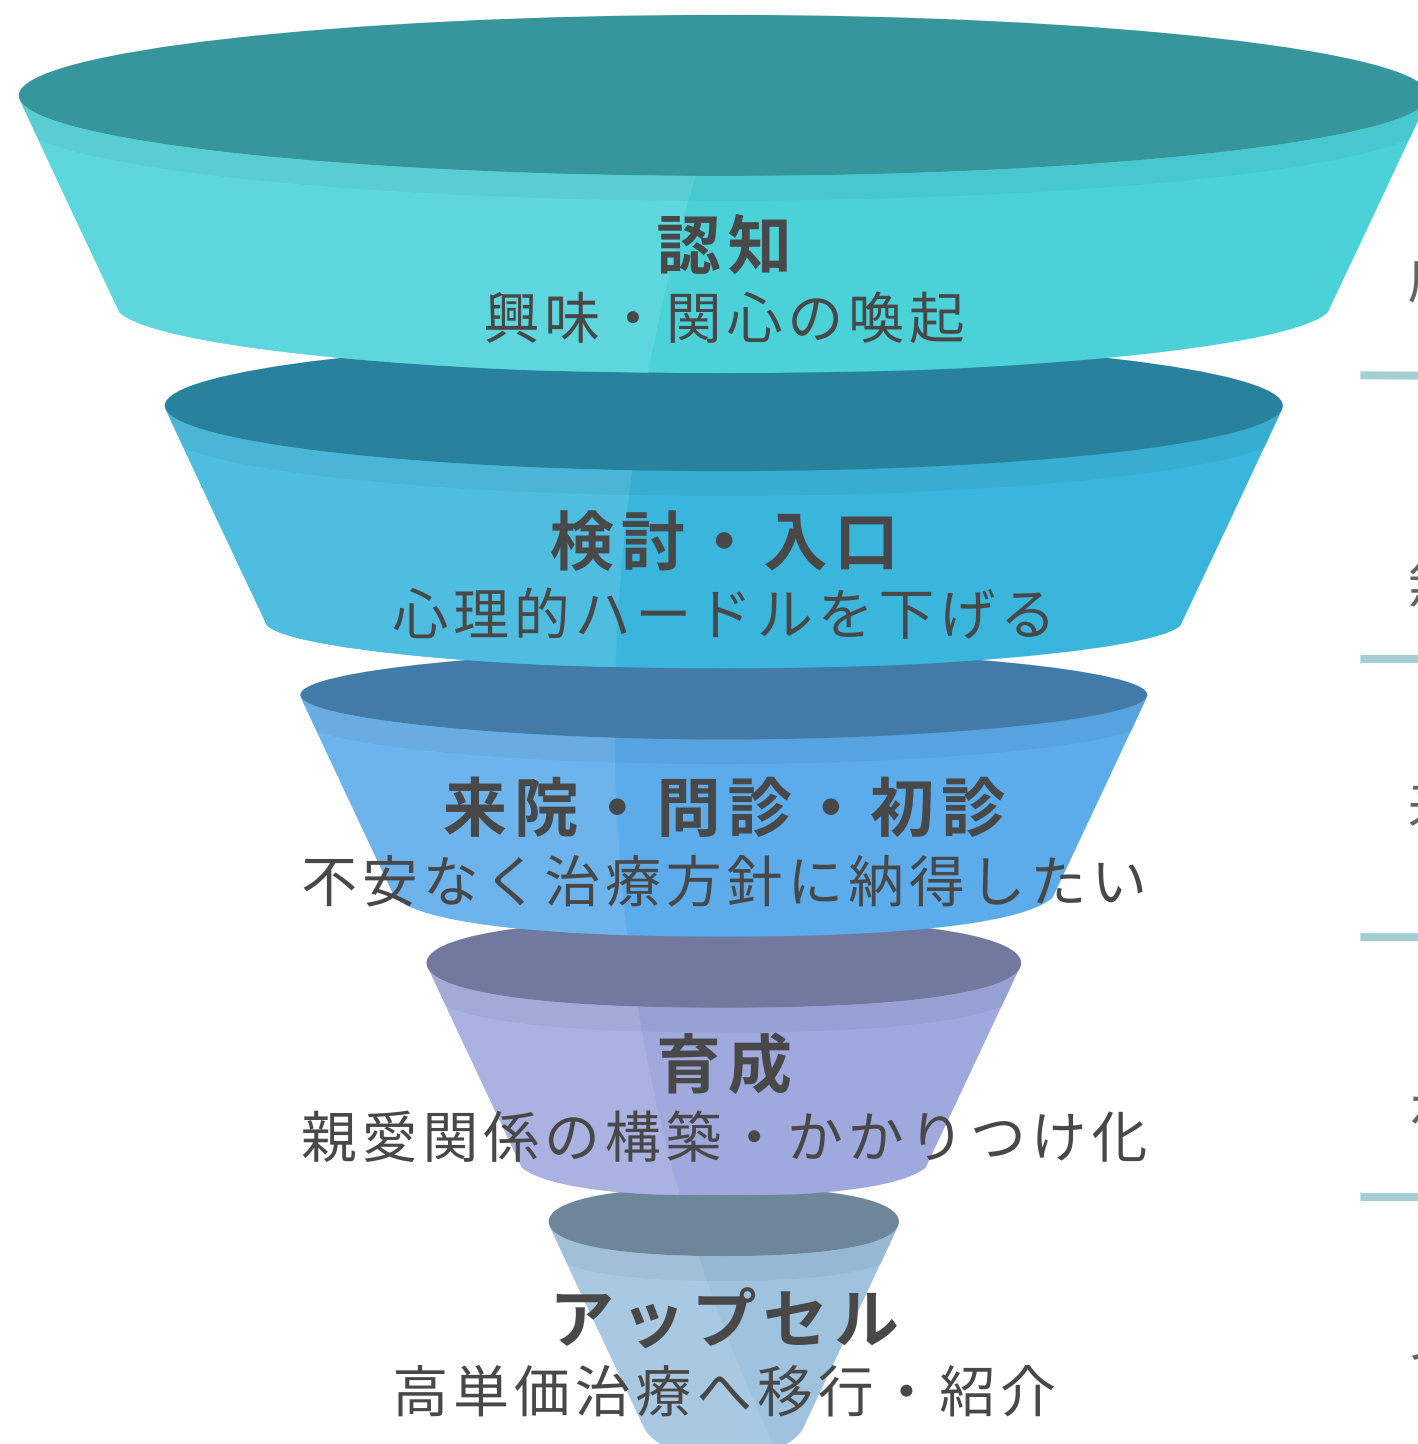 認知
興味・関心の喚起
検討・入口
心理的ハードルを下げる
来院・問診・初診
不安なく治療方針に納得したい
育成
親愛関係の構築・かかりつけ化
アップセル
高単価治療へ移行・紹介